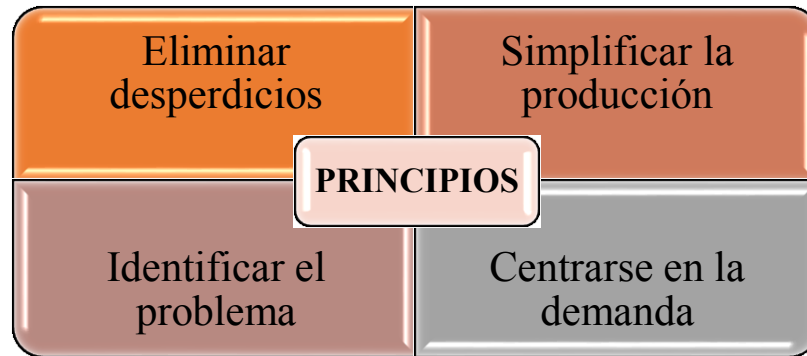 Eliminar
desperdicios
Simplificar la
producción
PRINCIPIOS
Identificar el
problema
Centrarse en la
demanda